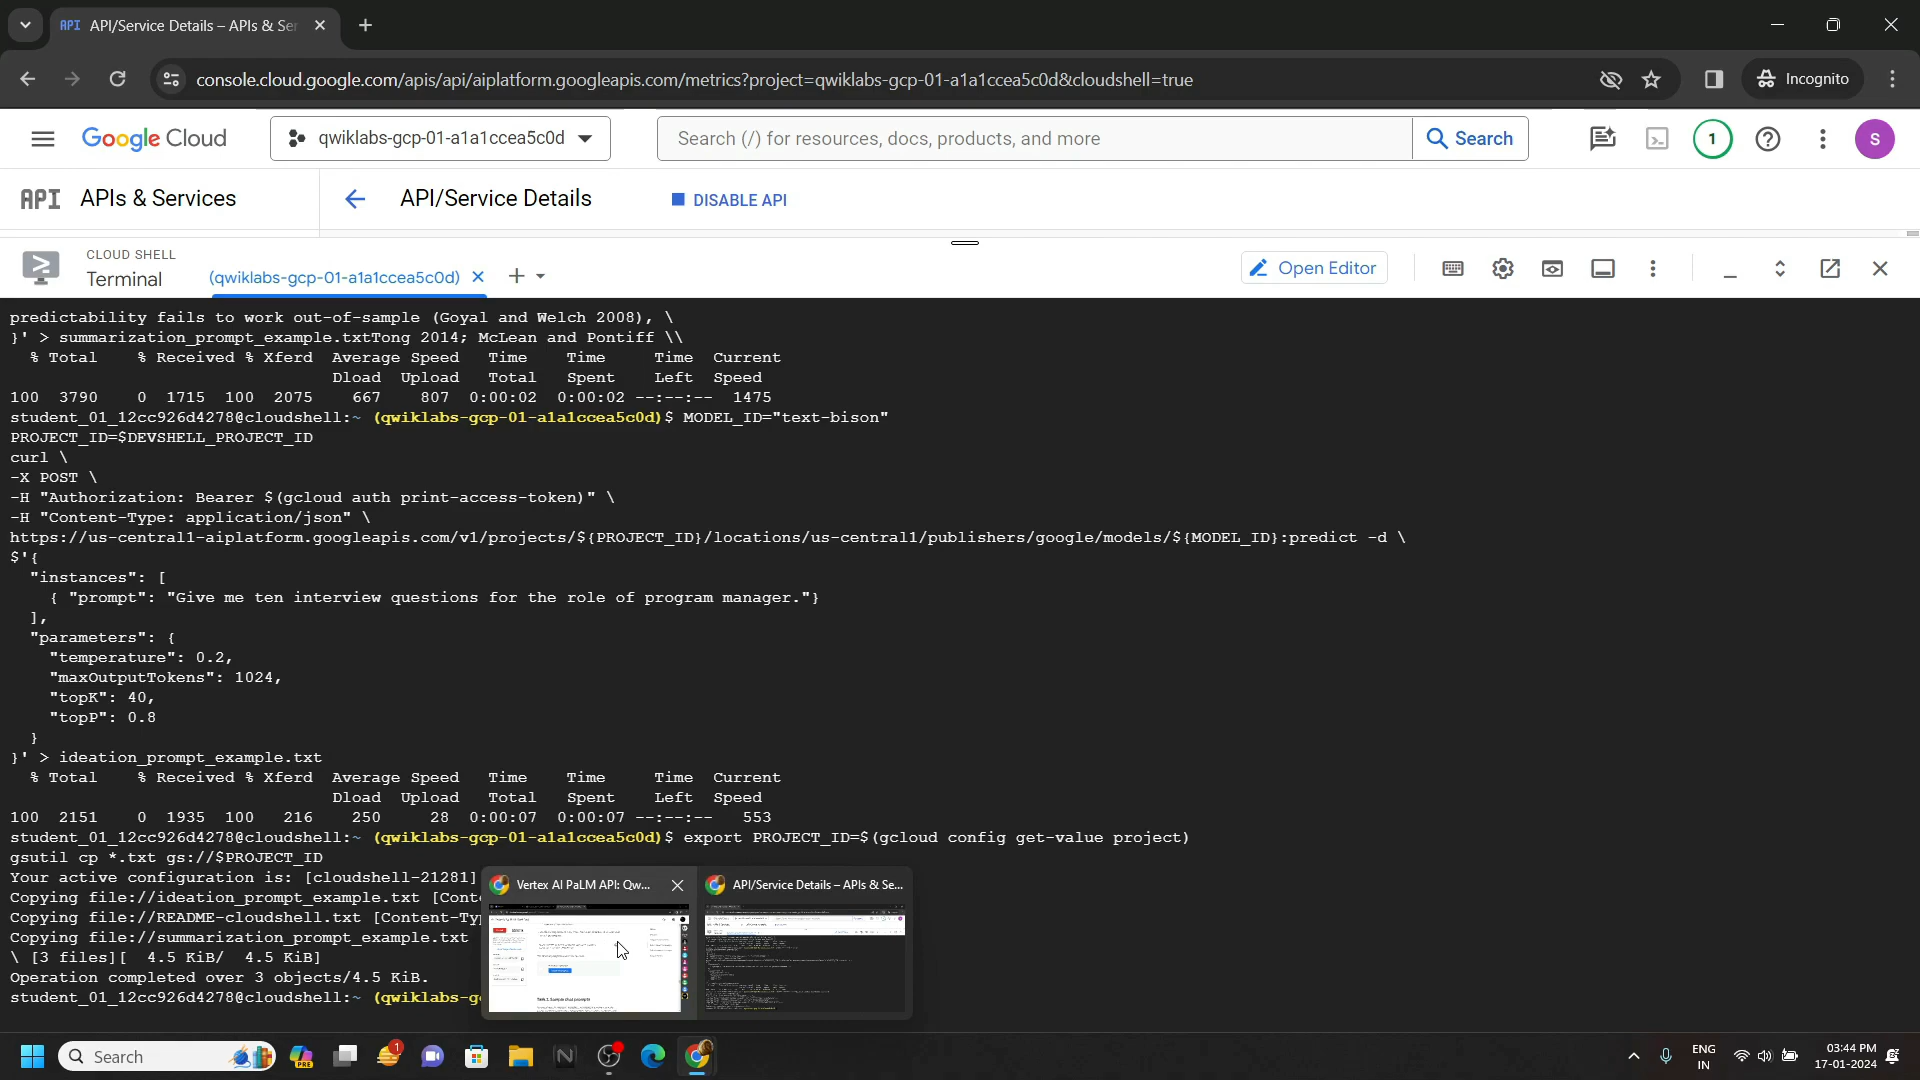 API API/Service Details – APIs & Ser
console.cloud.google.com/apis/api/aiplatform.googleapis.com/metrics?project=qwiklabs-gcp-01-a1a1ccea5c0d&cloudshell=true
Incognito
Google Cloud
qwiklabs-gcp-01-a1a1ccea5c0d
Search (/) for resources, docs, products, and more
Search
1
S
API APIs & Services
API/Service Details
DISABLE API
CLOUD SHELL
Terminal
(qwiklabs-gcp-01-a1a1ccea5c0d)
Open Editor
predictability fails to work out-of-sample (Goyal and Welch 2008), \
}' > summarization_prompt_example.txtTong 2014; McLean and Pontiff \\
% Total % Received % Xferd Average Speed Time Time Time Current
Dload Upload Total Spent Left Speed
100 3790 0 1715 100 2075 667 807 0:00:02 0:00:02 --:--:-- 1475
student_01_12cc926d4278@cloudshell:~ (qwiklabs-gcp-01-a1a1ccea5c0d)$ MODEL_ID="text-bison"
PROJECT_ID=$DEVSHELL_PROJECT_ID
curl \
-X POST \
-H "Authorization: Bearer $(gcloud auth print-access-token)" \
-H "Content-Type: application/json" \
https://us-central1-aiplatform.googleapis.com/v1/projects/${PROJECT_ID}/locations/us-central1/publishers/google/models/${MODEL_ID}:predict -d \
$'{
"instances": [
{ "prompt": "Give me ten interview questions for the role of program manager."}
],
"parameters": {
"temperature": 0.2,
"maxOutputTokens": 1024,
"topK": 40,
"topP": 0.8
}
}' > ideation_prompt_example.txt
% Total % Received % Xferd Average Speed Time Time Time Current
Dload Upload Total Spent Left Speed
100 2151 0 1935 100 216 250 28 0:00:07 0:00:07 --:--:-- 553
student_01_12cc926d4278@cloudshell:~ (qwiklabs-gcp-01-a1a1ccea5c0d)$ export PROJECT_ID=$(gcloud config get-value project)
gsutil cp *.txt gs://$PROJECT_ID
Your active configuration is: [cloudshell-21281]
Copying file://ideation_prompt_example.txt [Cont
Copying file://README-cloudshell.txt [Content-Ty
Copying file://summarization_prompt_example.txt
\ [3 files][ 4.5 KiB/ 4.5 KiB]
Operation completed over 3 objects/4.5 KiB.
student_01_12cc926d4278@cloudshell:~ (qwiklabs-g
Vertex AI PaLM API: Qw...
API/Service Details – APIs & Se...
Search
PRE
1
ENG
IN
03:44 PM
17-01-2024